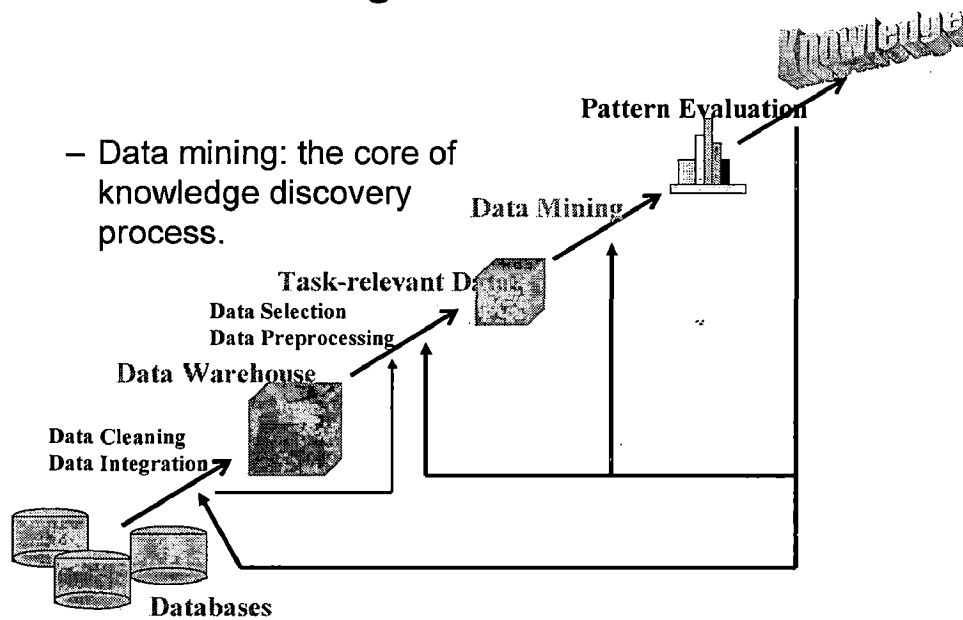 Knowledge
Pattern Evaluation
– Data mining: the core of
knowledge discovery
process.
Data Mining
Task-relevant Data
Data Selection
Data Preprocessing
Data Warehouse
Data Cleaning
Data Integration
Databases